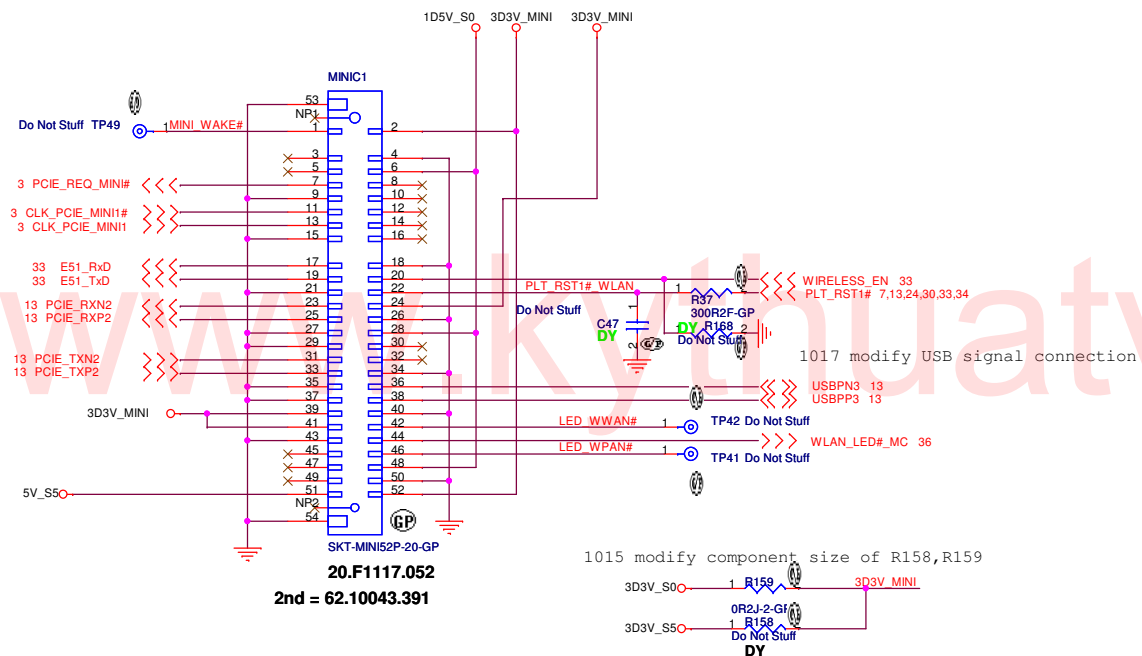 1D5V_S0 3D3V_MINI 3D3V_MINI
MINIC1
Do Not Stuff TP49
1 MINI_WAKE#
53
NP1
1 2
3 4
5 6
7 8
9 10
11 12
13 14
15 16
17 18
19 20
21 22
23 24
25 26
27 28
29 30
31 32
33 34
35 36
37 38
39 40
41 42
43 44
45 46
47 48
49 50
51 52
NP2
54
3 PCIE_REQ_MINI#
3 CLK_PCIE_MINI1#
3 CLK_PCIE_MINI1
33 E51_RxD
33 E51_TxD
13 PCIE_RXN2
13 PCIE_RXP2
13 PCIE_TXN2
13 PCIE_TXP2
3D3V_MINI
5V_S5
GP
SKT-MINI52P-20-GP
20.F1117.052
2nd = 62.10043.391
PLT_RST1#_WLAN
Do Not Stuff
C47
DY
1
2
1
R37
300R2F-GP
DY R168
1 2
Do Not Stuff
WIRELESS_EN 33
PLT_RST1# 7,13,24,30,33,34
1017 modify USB signal connection
USBPN3 13
USBPP3 13
LED_WWAN# 1 TP42 Do Not Stuff
WLAN_LED#_MC 36
LED_WPAN# 1 TP41 Do Not Stuff
1015 modify component size of R158,R159
3D3V_S0 1 R159 3D3V_MINI
0R2J-2-GP
3D3V_S5 1 R158
Do Not Stuff
DY
www.kythuatv